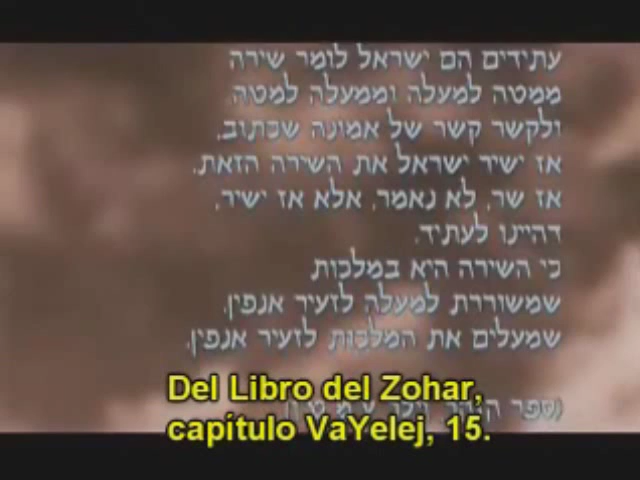 עתידים הם ישראל לומר שירה
ממטה למעלה וממעלה למטה.
ולקשר קשר של אמונה שכתוב,
אז ישיר ישראל את השירה הזאת.
אז שר, לא נאמר, אלא אז ישיר,
דהיינו לעתיד.
כי השירה היא במלכות
שמשוררת למעלה לזעיר אנפין,
שמעלים את המלכות לזעיר אנפין.
(ספר
Del Libro del Zohar,
capítulo VaYelej, 15.